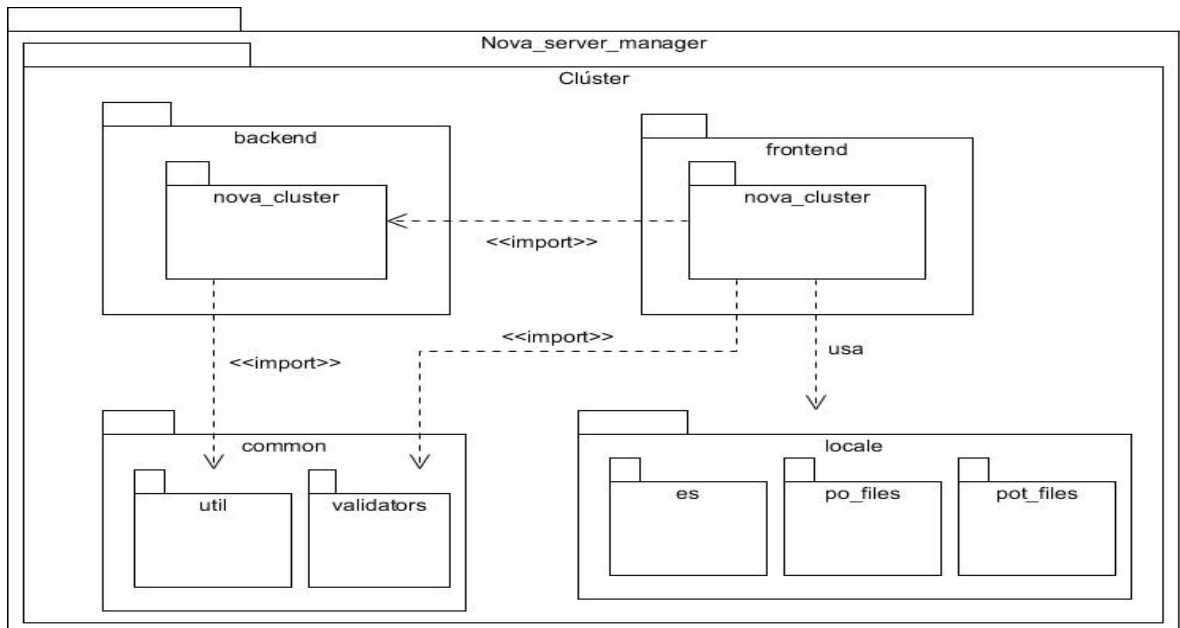 Nova_server_manager
Clúster
backend
frontend
nova_cluster
nova_cluster
<<import>>
<<import>>
<<import>>
usa
common
locale
util
validators
es
po_files
pot_files